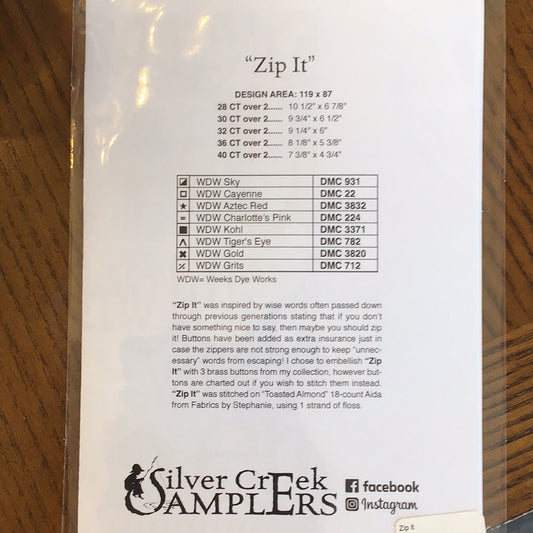 “Zip It”
DESIGN AREA: 119 x 87
28 CT over 2...... 10 1/2" x 6 7/8"
30 CT over 2...... 9 3/4" x 6 1/2"
32 CT over 2...... 9 1/4" x 6"
36 CT over 2...... 8 1/8" x 5 3/8"
40 CT over 2...... 7 3/8" x 4 3/4"
WDW Sky DMC 931
WDW Cayenne DMC 22
WDW Aztec Red DMC 3832
WDW Charlotte's Pink DMC 224
WDW Kohl DMC 3371
WDW Tiger's Eye DMC 782
WDW Gold DMC 3820
WDW Grits DMC 712
WDW= Weeks Dye Works
“Zip It” was inspired by wise words often passed down
through previous generations stating that if you don't
have something nice to say, then maybe you should zip
it! Buttons have been added as extra insurance just in
case the zippers are not strong enough to keep “unnec-
essary” words from escaping! I chose to embellish “Zip
It” with 3 brass buttons from my collection, however but-
tons are charted out if you wish to stitch them instead.
“Zip It” was stitched on “Toasted Almond” 18-count Aida
from Fabrics by Stephanie, using 1 strand of floss.
Silver Creek
Samplers
facebook
Instagram
Zip It